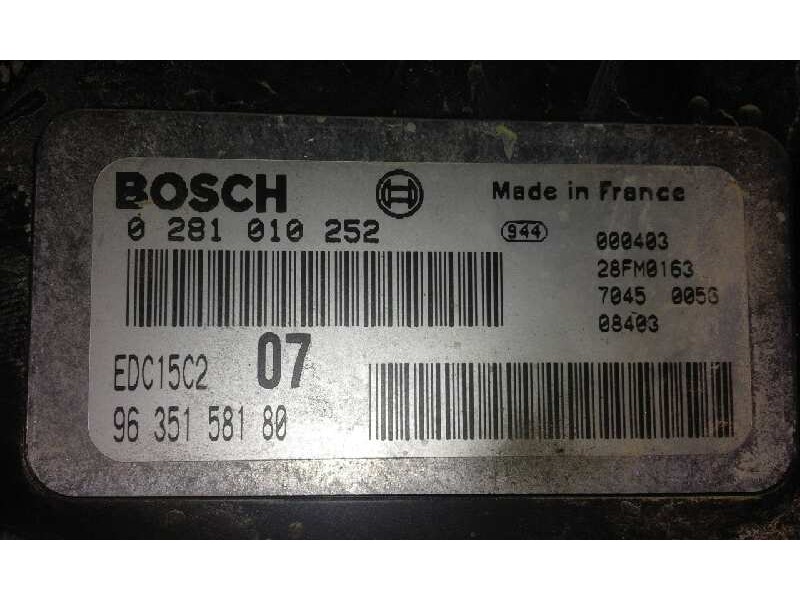 BOSCH
Made in France
0 281 010 252
944
000403
28FM0163
7045 005G
08403
EDC15C2
07
96 351 581 80